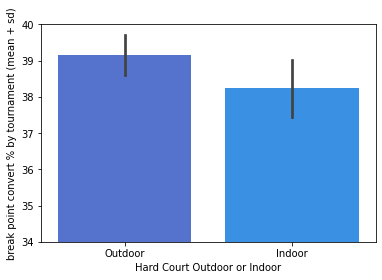 break point convert % by tournament (mean + sd)
40
39
38
37
36
35
34
Outdoor
Indoor
Hard Court Outdoor or Indoor